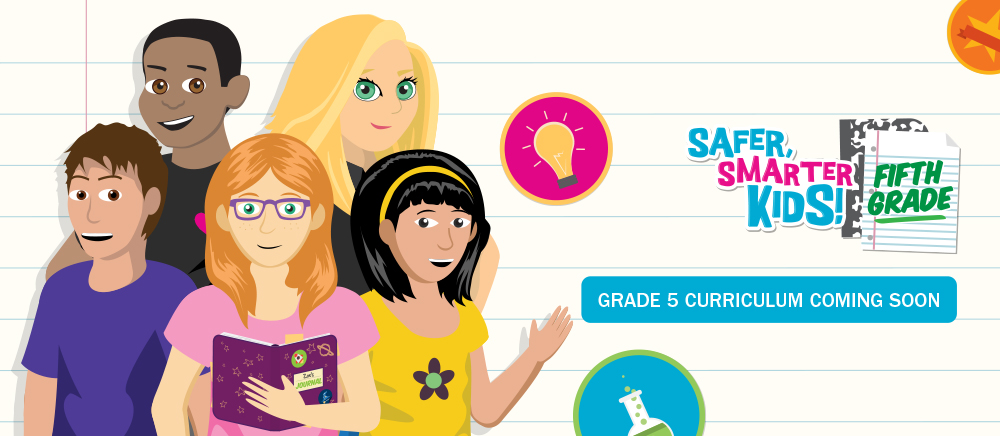 SAFER,
SMARTER
KIDS!
FIFTH
GRADE
GRADE 5 CURRICULUM COMING SOON
Zoe's
JOURNAL